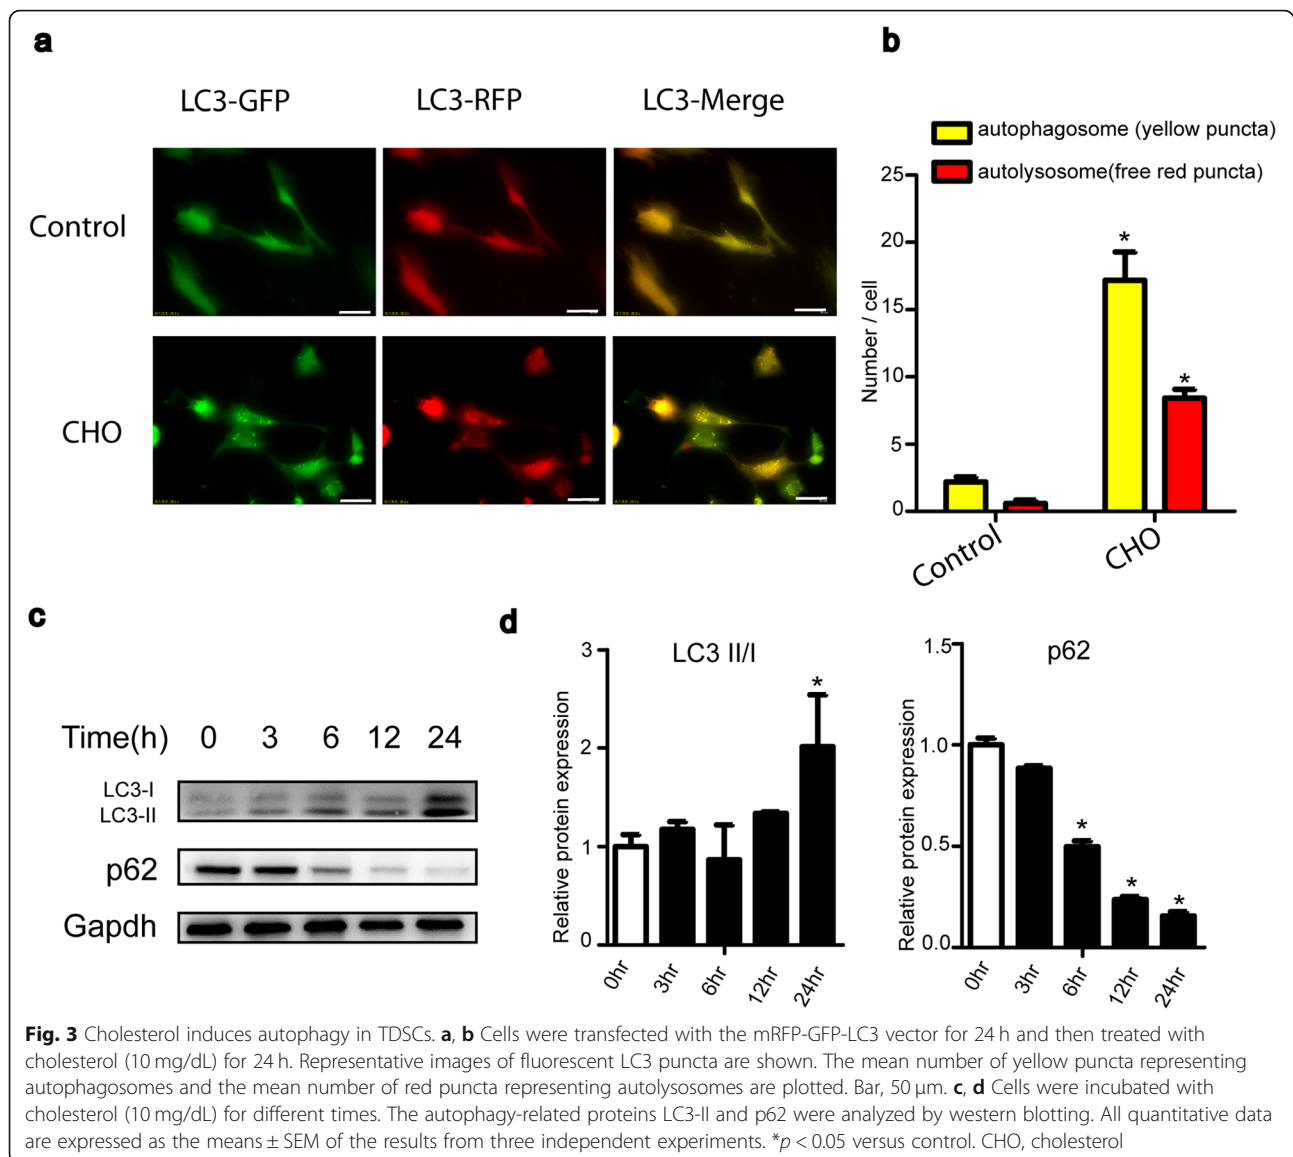 a
LC3-GFP LC3-RFP LC3-Merge
Control
CHO
b
autophagosome (yellow puncta)
autolysosome(free red puncta)
Number / cell
25
20
15
10
5
0
Control CHO
*
*
c
Time(h) 0 3 6 12 24
LC3-I
LC3-II
p62
Gapdh
d
LC3 II/I
Relative protein expression
3
2
1
0
*
0hr 3hr 6hr 12hr 24hr
p62
Relative protein expression
1.5
1.0
0.5
0.0
*
*
*
0hr 3hr 6hr 12hr 24hr
Fig. 3 Cholesterol induces autophagy in TDSCs. a, b Cells were transfected with the mRFP-GFP-LC3 vector for 24 h and then treated with
cholesterol (10 mg/dL) for 24 h. Representative images of fluorescent LC3 puncta are shown. The mean number of yellow puncta representing
autophagosomes and the mean number of red puncta representing autolysosomes are plotted. Bar, 50 μm. c, d Cells were incubated with
cholesterol (10 mg/dL) for different times. The autophagy-related proteins LC3-II and p62 were analyzed by western blotting. All quantitative data
are expressed as the means ± SEM of the results from three independent experiments. *p < 0.05 versus control. CHO, cholesterol